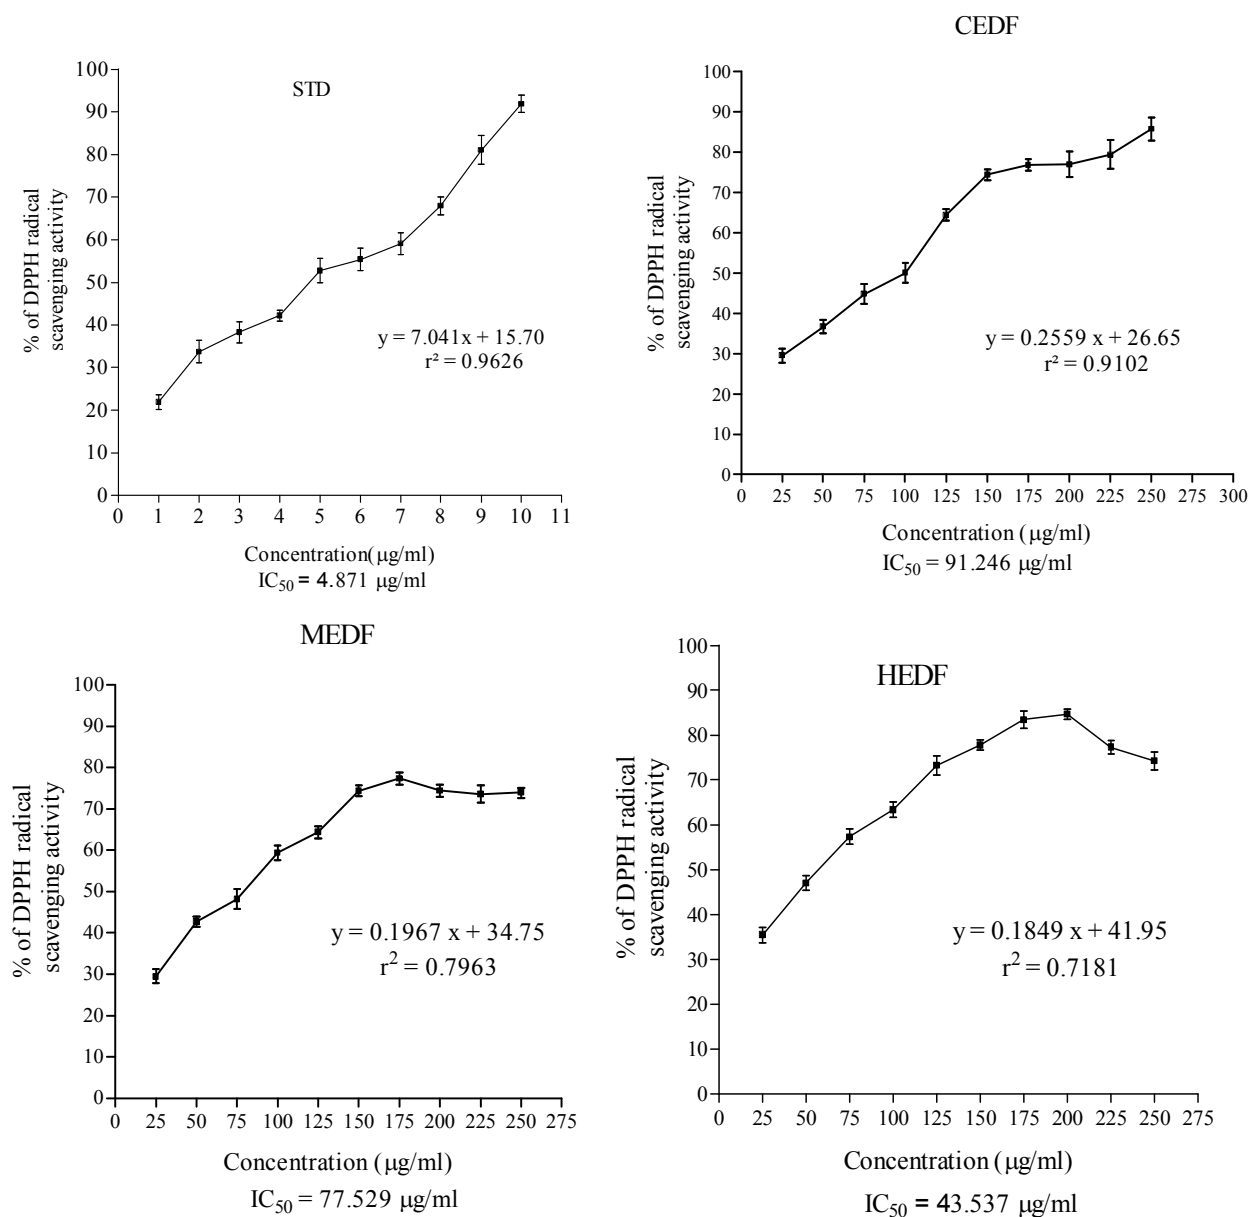 STD
100
90
80
70
60
50
40
30
20
10
0
% of DPPH radical
scavenging activity
y = 7.041x + 15.70
r² = 0.9626
0 1 2 3 4 5 6 7 8 9 10 11
Concentration(μg/ml)
IC50 = 4.871 μg/ml
CEDF
100
90
80
70
60
50
40
30
20
10
0
% of DPPH radical
scavenging activity
y = 0.2559 x + 26.65
r² = 0.9102
0 25 50 75 100 125 150 175 200 225 250 275 300
Concentration (μg/ml)
IC50 = 91.246 μg/ml
MEDF
100
90
80
70
60
50
40
30
20
10
0
% of DPPH radical
scavenging activity
y = 0.1967 x + 34.75
r2 = 0.7963
0 25 50 75 100 125 150 175 200 225 250 275
Concentration (μg/ml)
IC50 = 77.529 μg/ml
HEDF
100
90
80
70
60
50
40
30
20
10
0
% of DPPH radical
scavenging activity
y = 0.1849 x + 41.95
r2 = 0.7181
0 25 50 75 100 125 150 175 200 225 250 275
Concentration (μg/ml)
IC50 = 43.537 μg/ml